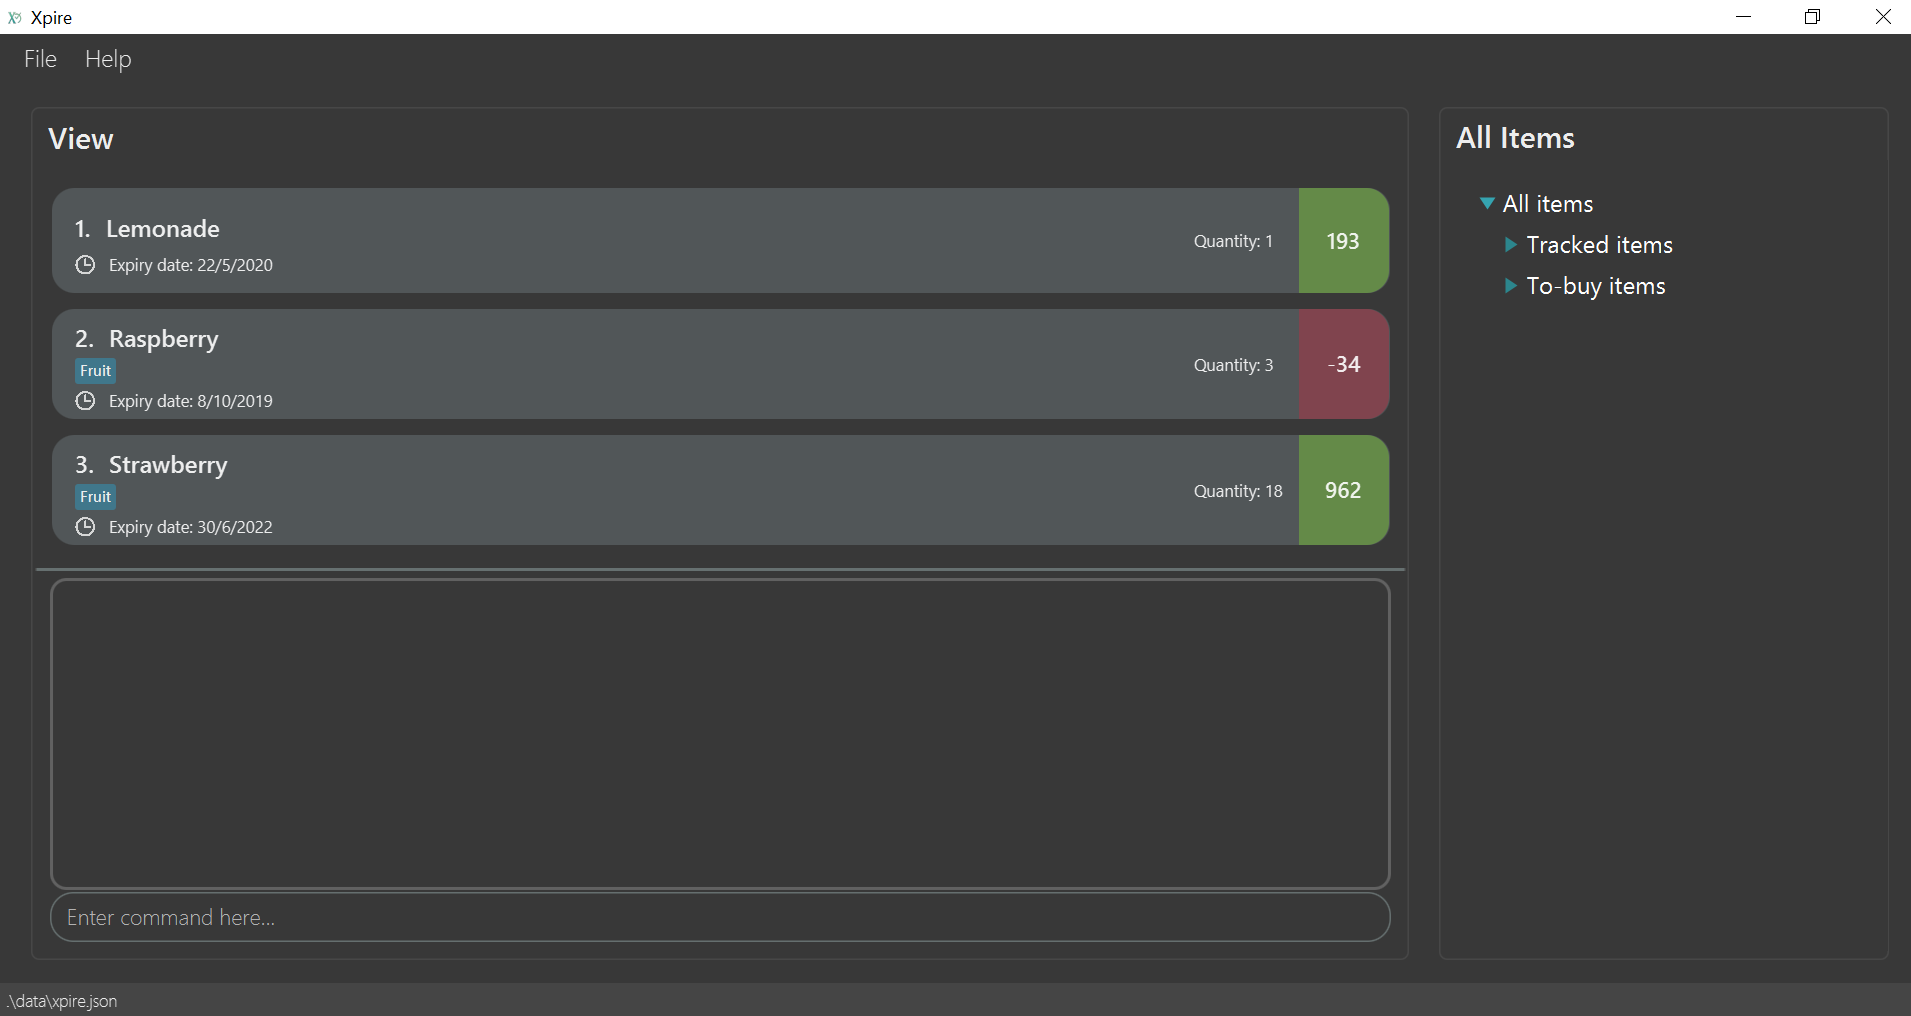 Xpire
File Help
View
1. Lemonade
Expiry date: 22/5/2020
Quantity: 1
193
2. Raspberry
Fruit
Expiry date: 8/10/2019
Quantity: 3
-34
3. Strawberry
Fruit
Expiry date: 30/6/2022
Quantity: 18
962
Enter command here...
All Items
All items
Tracked items
To-buy items
.\data\xpire.json